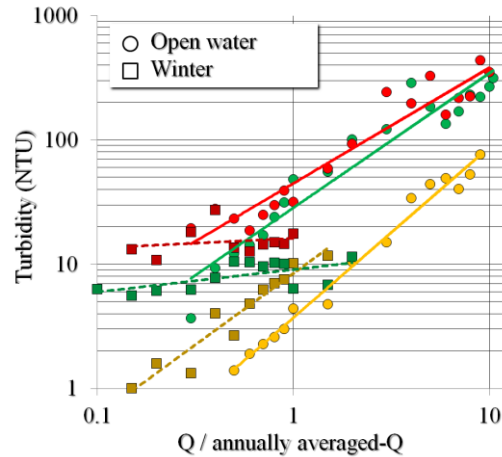 1000
Open water
Winter
100
10
1
Turbidity (NTU)
0.1
1
10
Q / annually averaged-Q